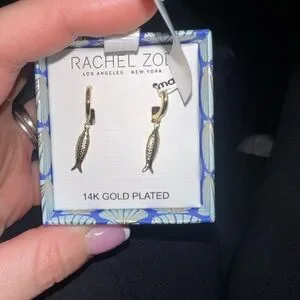 RACHEL ZOE
LOS ANGELES NEW YORK
14K GOLD PLATED